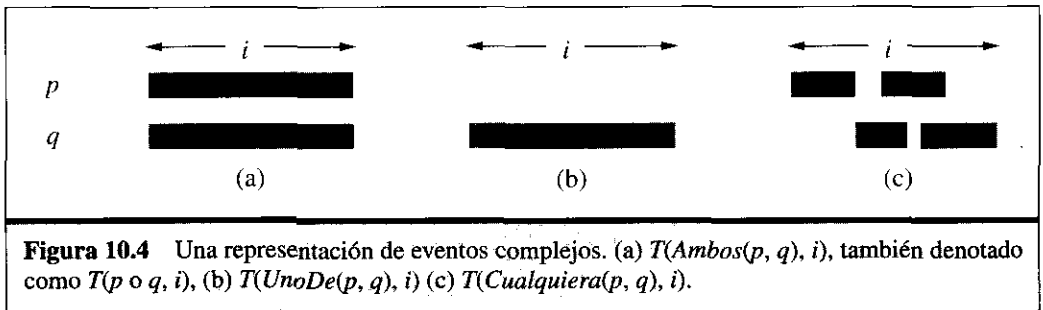 i i i
p
q
(a) (b) (c)
Figura 10.4 Una representación de eventos complejos. (a) T(Ambos(p, q), i), también denotado
como T(p o q, i), (b) T(UnoDe(p, q), i) (c) T(Cualquiera(p, q), i).